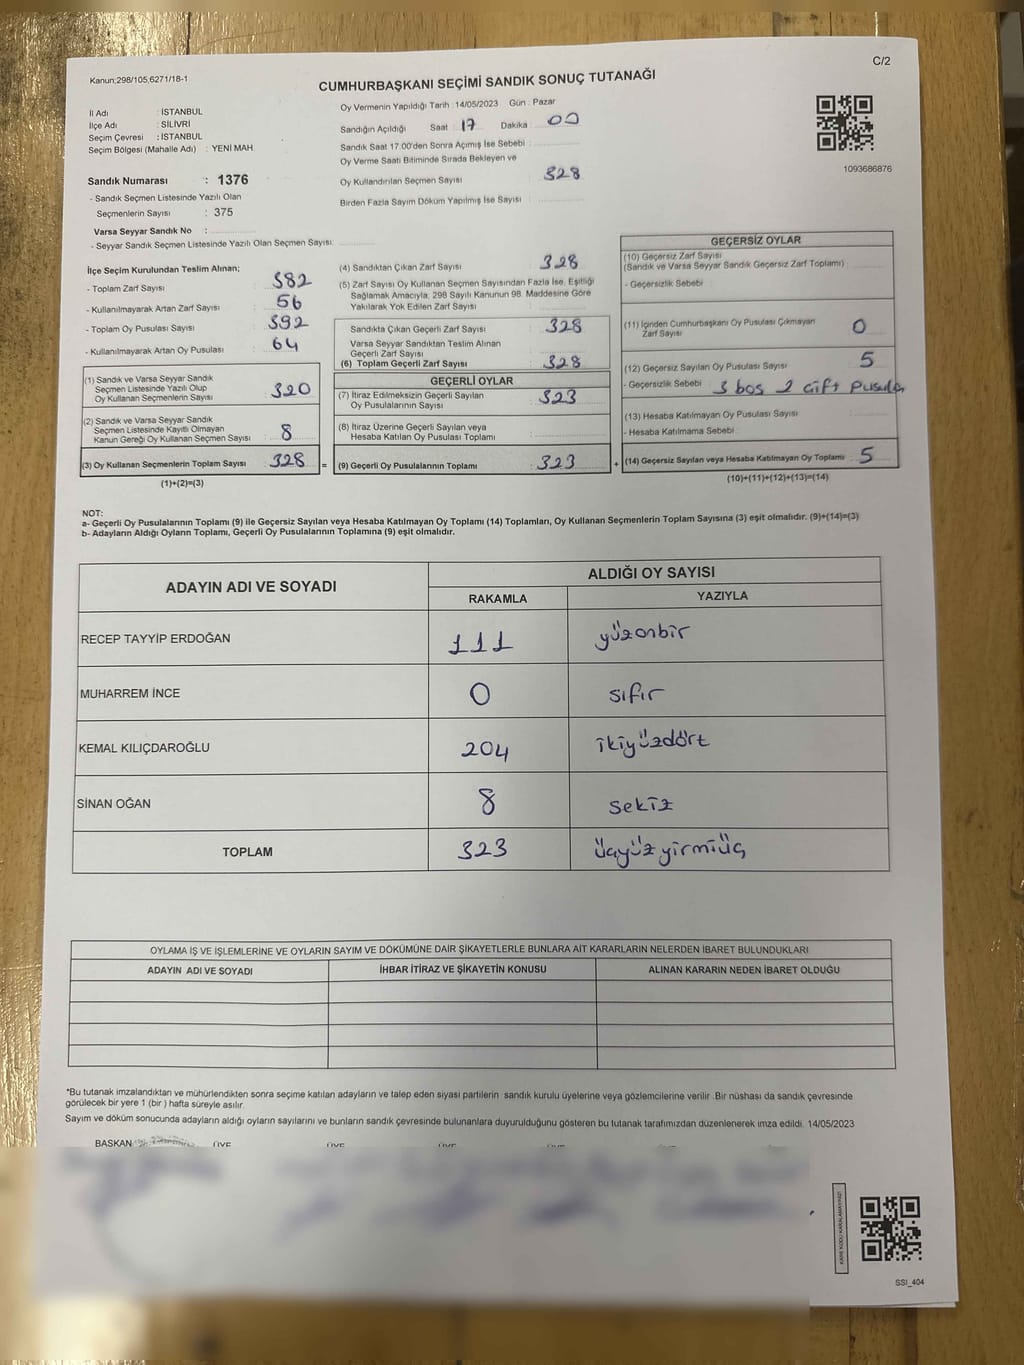 Kanun;298/105,6271/18-1
C/2
CUMHURBAŞKANI SEÇİMİ SANDIK SONUÇ TUTANAĞI
İl Adı : İSTANBUL
İlçe Adı : SİLİVRİ
Seçim Çevresi : İSTANBUL
Seçim Bölgesi (Mahalle Adı) : YENİ MAH.
Sandık Numarası : 1376
- Sandık Seçmen Listesinde Yazılı Olan
Seçmenlerin Sayısı : 375
Varsa Seyyar Sandık No :
- Seyyar Sandık Seçmen Listesinde Yazılı Olan Seçmen Sayısı:
Oy Vermenin Yapıldığı Tarih : 14/05/2023 Gün : Pazar
Sandığın Açıldığı Saat : 17 Dakika : 00
Sandık Saat 17:00'den Sonra Açılmış İse Sebebi :
Oy Verme Saati Bitiminde Sırada Bekleyen ve
Oy Kullandırılan Seçmen Sayısı : 328
Birden Fazla Sayım Döküm Yapılmış İse Sayısı :
1093686876
İlçe Seçim Kurulundan Teslim Alınan;
- Toplam Zarf Sayısı : 382
- Kullanılmayarak Artan Zarf Sayısı : 56
- Toplam Oy Pusulası Sayısı : 392
- Kullanılmayarak Artan Oy Pusulası : 64
(1) Sandık ve Varsa Seyyar Sandık
Seçmen Listesinde Yazılı Olup
Oy Kullanan Seçmenlerin Sayısı : 320
(2) Sandık ve Varsa Seyyar Sandık
Seçmen Listesinde Kayıtlı Olmayan
Kanun Gereği Oy Kullanan Seçmen Sayısı : 8
(3) Oy Kullanan Seçmenlerin Toplam Sayısı : 328 =
(1)+(2)=(3)
(4) Sandıktan Çıkan Zarf Sayısı : 328
(5) Zarf Sayısı Oy Kullanan Seçmen Sayısından Fazla İse, Eşitliği
Sağlamak Amacıyla, 298 Sayılı Kanunun 98. Maddesine Göre
Yakılarak Yok Edilen Zarf Sayısı :
Sandıkta Çıkan Geçerli Zarf Sayısı : 328
Varsa Seyyar Sandıktan Teslim Alınan
Geçerli Zarf Sayısı :
(6) Toplam Geçerli Zarf Sayısı : 328
GEÇERLİ OYLAR
(7) İtiraz Edilmeksizin Geçerli Sayılan
Oy Pusulalarının Sayısı : 323
(8) İtiraz Üzerine Geçerli Sayılan veya
Hesaba Katılan Oy Pusulası Toplamı :
(9) Geçerli Oy Pusulalarının Toplamı : 323 +
GEÇERSİZ OYLAR
(10) Geçersiz Zarf Sayısı
(Sandık ve Varsa Seyyar Sandık Geçersiz Zarf Toplamı) :
- Geçersizlik Sebebi :
(11) İçinden Cumhurbaşkanı Oy Pusulası Çıkmayan
Zarf Sayısı : 0
(12) Geçersiz Sayılan Oy Pusulası Sayısı : 5
- Geçersizlik Sebebi : 3 boş 2 çift pusula
(13) Hesaba Katılmayan Oy Pusulası Sayısı :
- Hesaba Katılmama Sebebi :
(14) Geçersiz Sayılan veya Hesaba Katılmayan Oy Toplamı : 5
(10)+(11)+(12)+(13)=(14)
NOT:
a- Geçerli Oy Pusulalarının Toplamı (9) ile Geçersiz Sayılan veya Hesaba Katılmayan Oy Toplamı (14) Toplamları, Oy Kullanan Seçmenlerin Toplam Sayısına (3) eşit olmalıdır. (9)+(14)=(3)
b- Adayların Aldığı Oyların Toplamı, Geçerli Oy Pusulalarının Toplamına (9) eşit olmalıdır.
ADAYIN ADI VE SOYADI
ALDIĞI OY SAYISI
RAKAMLA YAZIYLA
RECEP TAYYİP ERDOĞAN 111 yüzonbir
MUHARREM İNCE 0 sıfır
KEMAL KILIÇDAROĞLU 204 ikiyüzdört
SİNAN OĞAN 8 sekiz
TOPLAM 323 üçyüzyirmiüç
OYLAMA İŞ VE İŞLEMLERİNE VE OYLARIN SAYIM VE DÖKÜMÜNE DAİR ŞİKAYETLERLE BUNLARA AİT KARARLARIN NELERDEN İBARET BULUNDUKLARI
ADAYIN ADI VE SOYADI İHBAR İTİRAZ VE ŞİKAYETİN KONUSU ALINAN KARARIN NEDEN İBARET OLDUĞU
*Bu tutanak imzalandıktan ve mühürlendikten sonra seçime katılan adayların ve talep eden siyasi partilerin sandık kurulu üyelerine veya gözlemcilerine verilir .Bir nüshası da sandık çevresinde
görülecek bir yere 1 (bir ) hafta süreyle asılır.
Sayım ve döküm sonucunda adayların aldığı oyların sayılarını ve bunların sandık çevresinde bulunanlara duyurulduğunu gösteren bu tutanak tarafımızdan düzenlenerek imza edildi. 14/05/2023
BAŞKAN ÜYE ÜYE ÜYE ÜYE ÜYE
KARE KODU KARALAMAYINIZ!
SSI_404